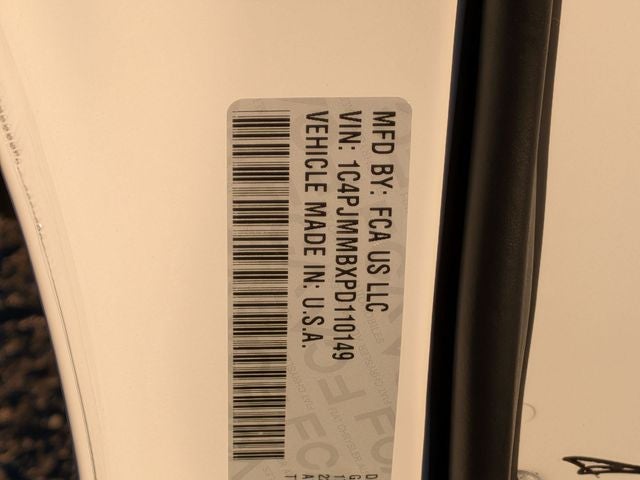 MFD BY: FCA US LLC
VIN: 1C4PJMMBXPD110149
VEHICLE MADE IN: U.S.A.